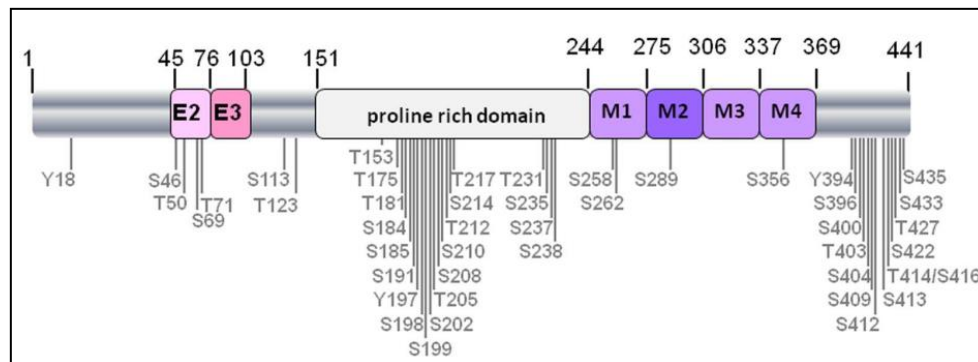 1 45 76 103 151 244 275 306 337 369 441
E2 E3 proline rich domain M1 M2 M3 M4
T153
Y18 S46 S113 T175 T217 T231 S258 S289 S356 Y394 S435
T50 T71 T123 T181 S214 S235 S262 S396 S433
S69 S184 T212 S237 S400 T427
S185 S210 S238 T403 S422
S191 S208 S404 T414/S416
Y197 T205 S409 S413
S198 S202 S412
S199